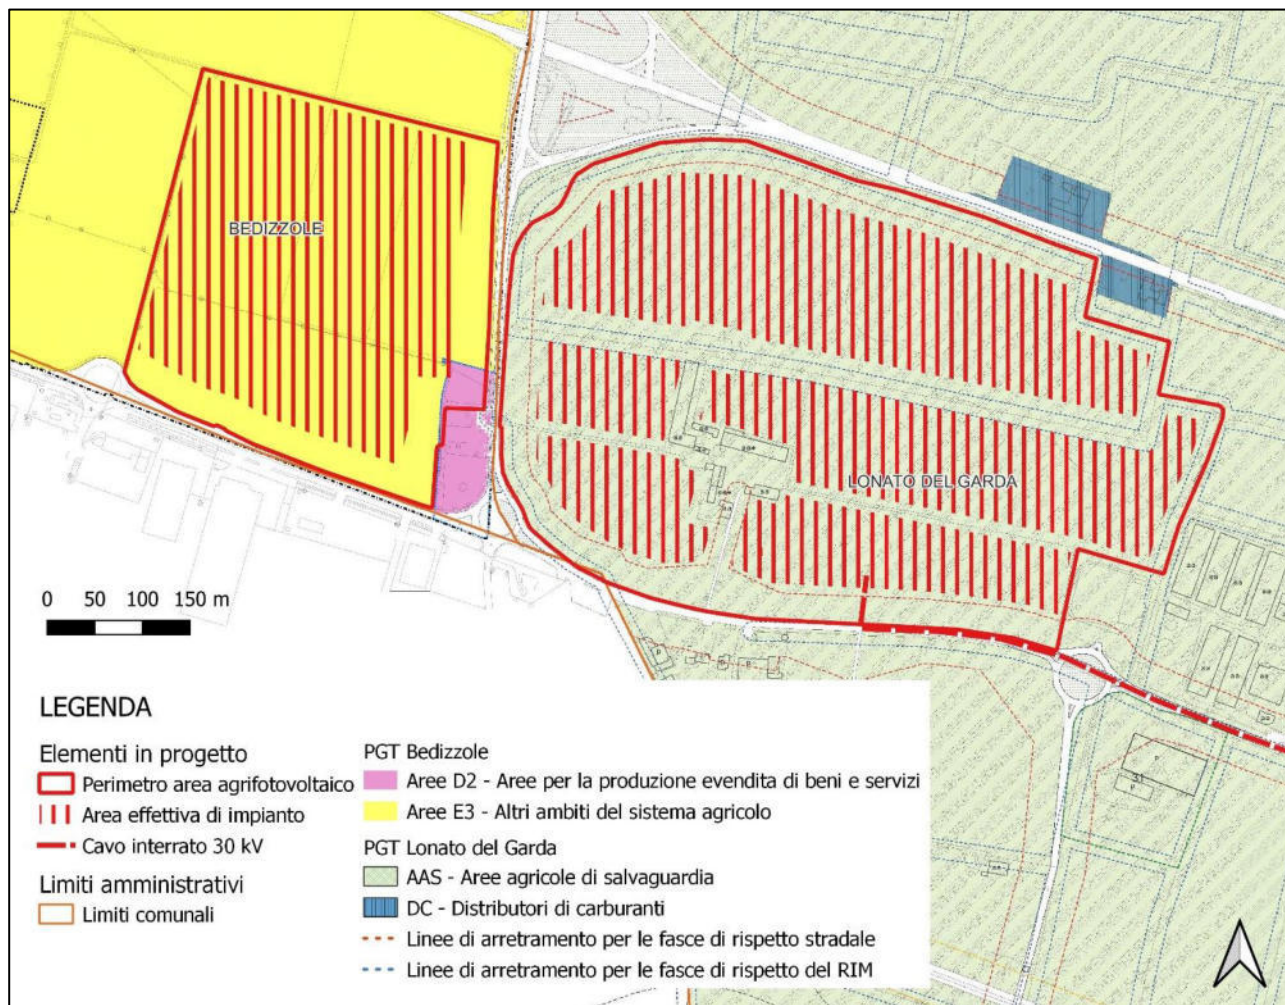 BEDIZZOLE
LONATO DEL GARDA
0 50 100 150 m
LEGENDA
Elementi in progetto
Perimetro area agrifotovoltaico
Area effettiva di impianto
Cavo interrato 30 kV
Limiti amministrativi
Limiti comunali
PGT Bedizzole
Aree D2 - Aree per la produzione evendita di beni e servizi
Aree E3 - Altri ambiti del sistema agricolo
PGT Lonato del Garda
AAS - Aree agricole di salvaguardia
DC - Distributori di carburanti
Linee di arretramento per le fasce di rispetto stradale
Linee di arretramento per le fasce di rispetto del RIM